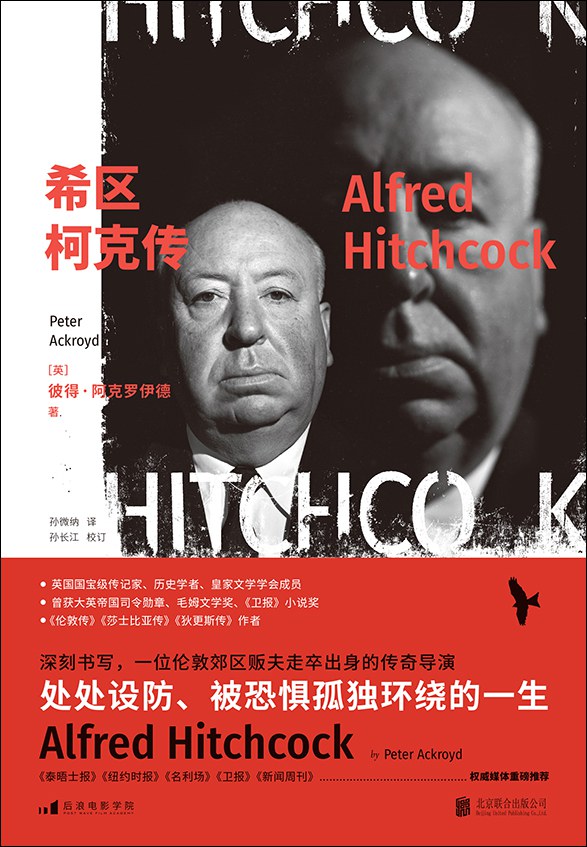 HITCHCO K
希区
柯克传
Alfred
Hitchcock
Peter
Ackroyd
[英]
彼得·阿克罗伊德
著.
HITCHCO K
孙微纳 译
孙长江 校订
● 英国国宝级传记家、历史学者、皇家文学学会成员
● 曾获大英帝国司令勋章、毛姆文学奖、《卫报》小说奖
●《伦敦传》《莎士比亚传》《狄更斯传》作者
深刻书写，一位伦敦郊区贩夫走卒出身的传奇导演
处处设防、被恐惧孤独环绕的一生
Alfred Hitchcock by Peter Ackroyd
《泰晤士报》《纽约时报》《名利场》《卫报》《新闻周刊》……………………权威媒体重磅推荐
后浪电影学院
POST WAVE FILM ACADEMY
北京联合出版公司
Beijing United Publishing Co.,Ltd.